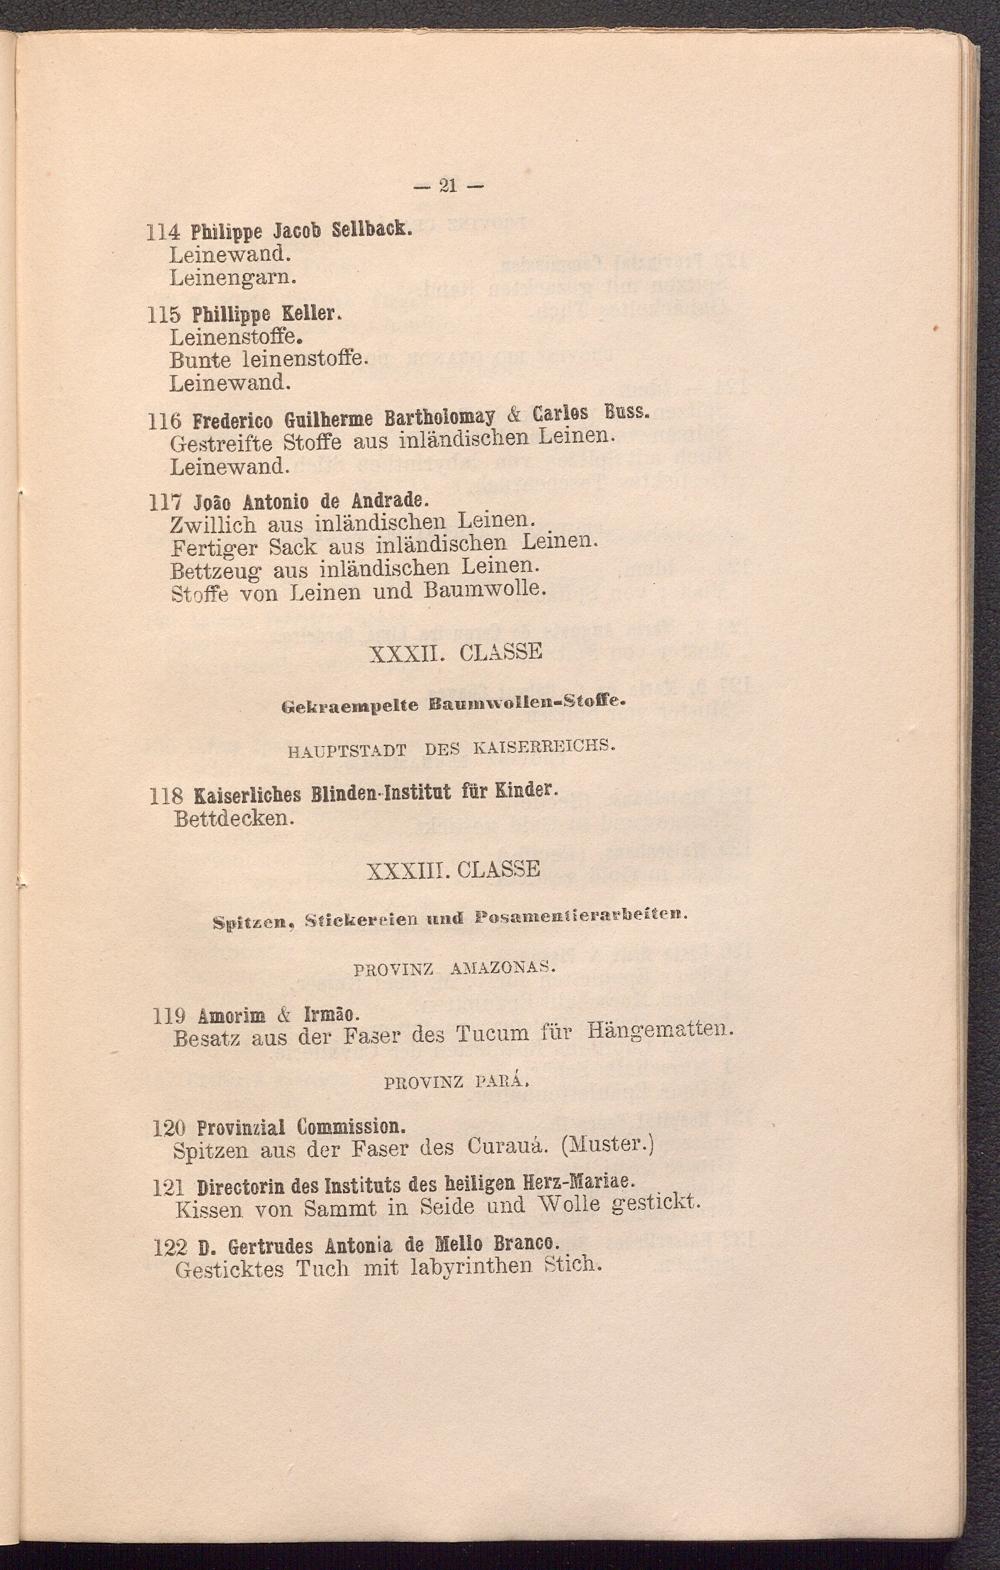 — 21 —
114 Philippe Jacob Sellback.
Leinewand.
Leinengarn.
115 Phillippe Keller.
Leinenstoffe.
Bunte leinenstoffe.
Leinewand.
116 Frederico Guilherme Bartholomay & Carlos Buss.
Gestreifte Stoffe aus inländischen Leinen.
Leinewand.
117 João Antonio de Andrade.
Zwillich aus inländischen Leinen.
Fertiger Sack aus inländischen Leinen.
Bettzeug aus inländischen Leinen.
Stoffe von Leinen und Baumwolle.
XXXII. CLASSE
Gekraempelte Baumwollen-Stoffe.
HAUPTSTADT DES KAISERREICHS.
118 Kaiserliches Blinden-Institut für Kinder.
Bettdecken.
XXXIII. CLASSE
Spitzen, Stickereien und Posamentierarbeiten.
PROVINZ AMAZONAS.
119 Amorim & Irmão.
Besatz aus der Faser des Tucum für Hängematten.
PROVINZ PARÁ.
120 Provinzial Commission.
Spitzen aus der Faser des Curauá. (Muster.)
121 Directorin des Instituts des heiligen Herz-Mariae.
Kissen von Sammt in Seide und Wolle gestickt.
122 D. Gertrudes Antonia de Mello Branco.
Gesticktes Tuch mit labyrinthen Stich.